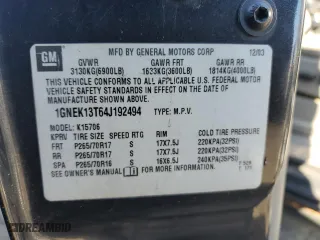 GM
MFD BY GENERAL MOTORS CORP 12/03
GVWR GAWR FRT GAWR RR
3130KG(6900LB) 1633KG(3600LB) 1814KG(4000LB)
THIS VEHICLE CONFORMS TO ALL APPLICABLE U.S. FEDERAL MOTOR
VEHICLE SAFETY AND THEFT PREVENTION STANDARDS IN
EFFECT ON THE DATE OF MANUFACTURE SHOWN ABOVE.
1GNEK13T64J192494 TYPE: M.P.V.
MODEL: K15706
KPRV TIRE SIZE SPEED RTG RIM COLD TIRE PRESSURE
FRT P265/70R17 S 17X7.5J 220KPA(32PSI)
RR P265/70R17 S 17X7.5J 220KPA(32PSI)
SPA P265/70R16 S 16X6.5J 240KPA(35PSI)
SEE OWNER'S MANUAL FOR MORE INFORMATION.